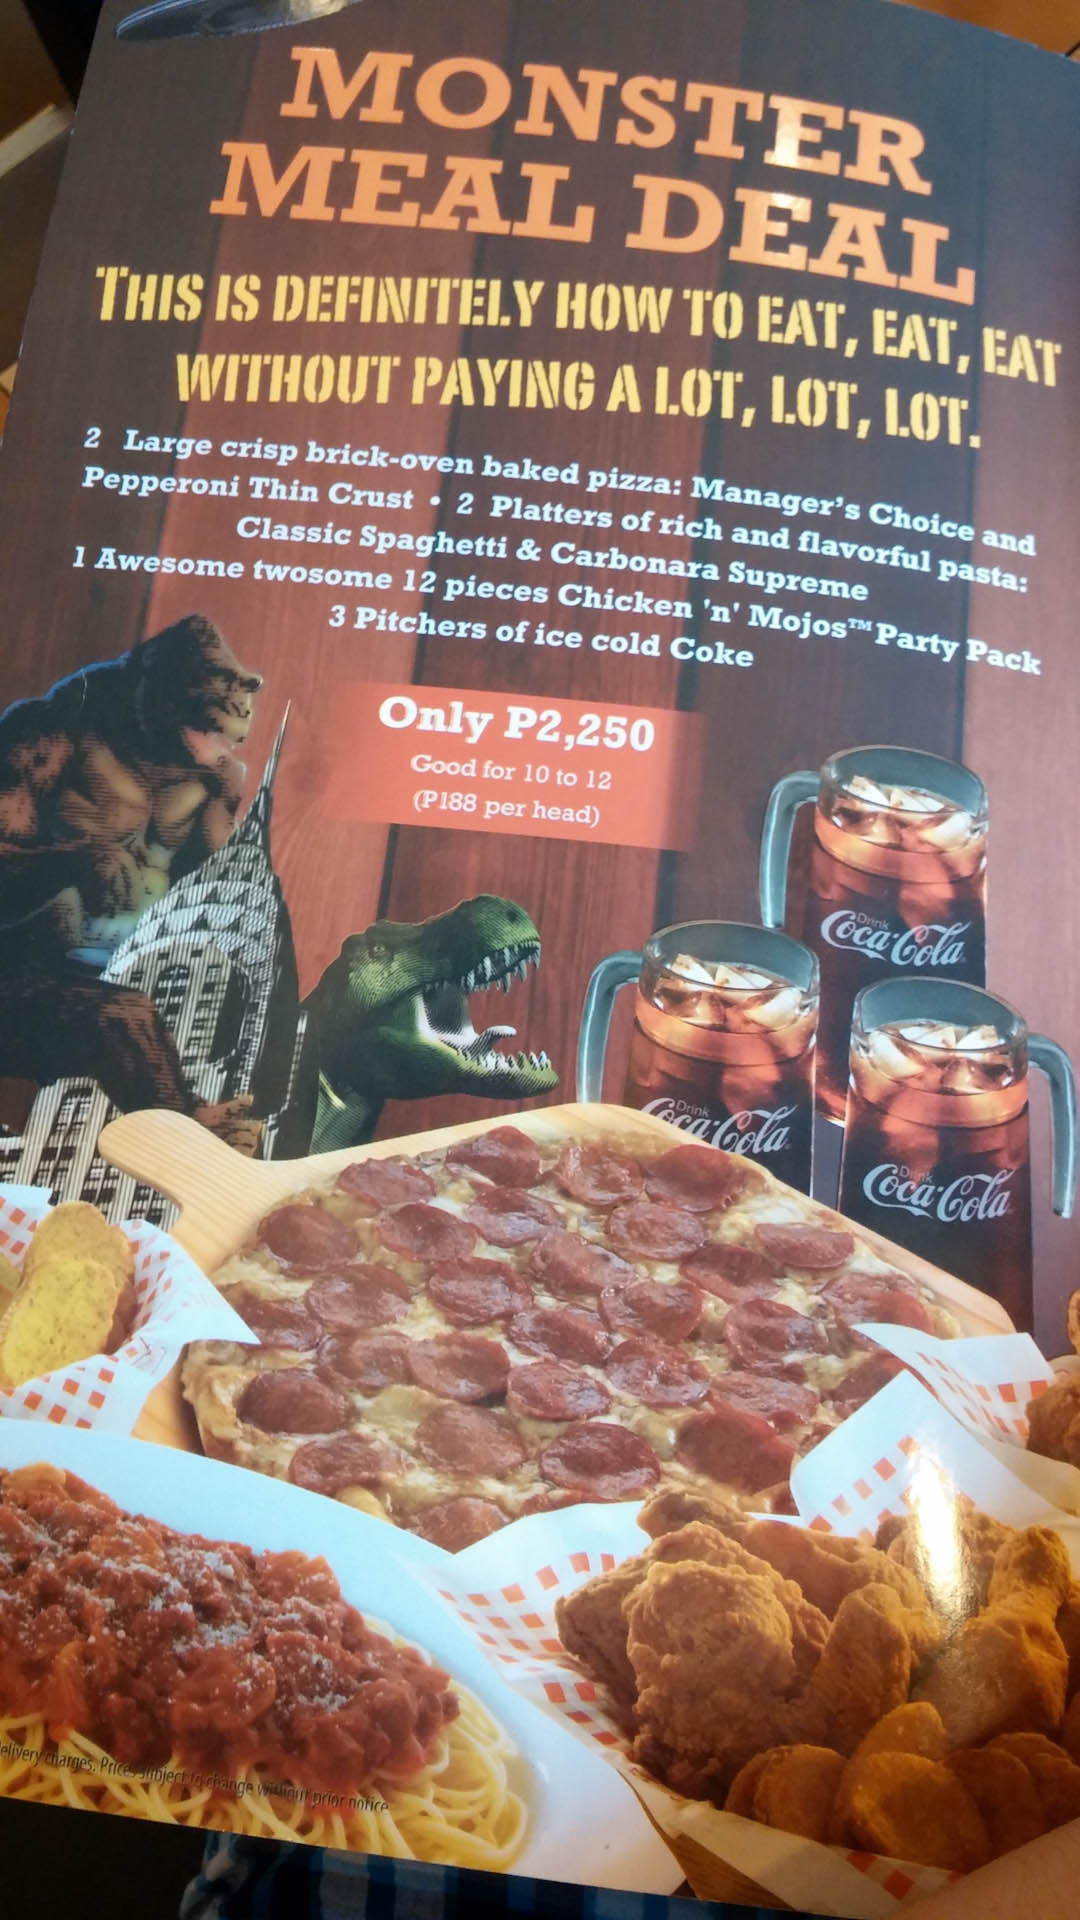 MONSTER
MEAL DEAL
THIS IS DEFINITELY HOW TO EAT, EAT, EAT
WITHOUT PAYING A LOT, LOT, LOT.
2 Large crisp brick-oven baked pizza: Manager's Choice and
Pepperoni Thin Crust • 2 Platters of rich and flavorful pasta:
Classic Spaghetti & Carbonara Supreme
1 Awesome twosome 12 pieces Chicken 'n' Mojos™ Party Pack
3 Pitchers of ice cold Coke
Only P2,250
Good for 10 to 12
(P188 per head)
Drink
Coca-Cola
Drink
Coca-Cola
Drink
Coca-Cola
charges. Prices subject to change without prior notice